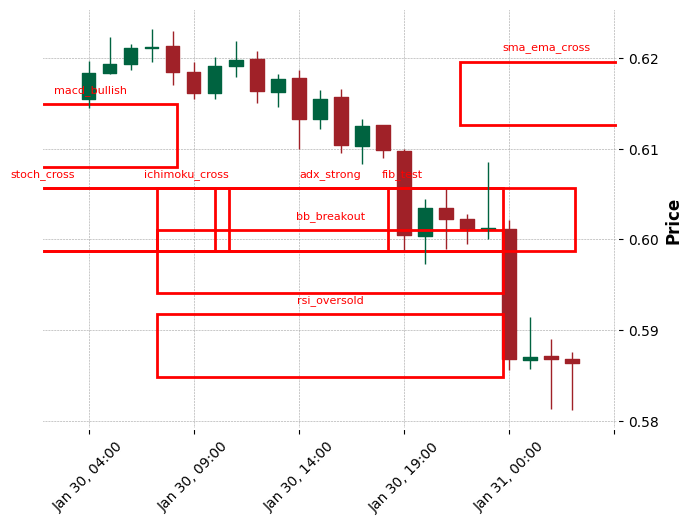 sma_ema_cross
0.62
macd_bullish
0.61
stoch_cross
ichimoku_cross
adx_strong
bb_breakout
0.60
rsi_oversold
0.59
0.58
Price
Jan 30, 04:00
Jan 30, 09:00
Jan 30, 14:00
Jan 30, 19:00
Jan 31, 00:00